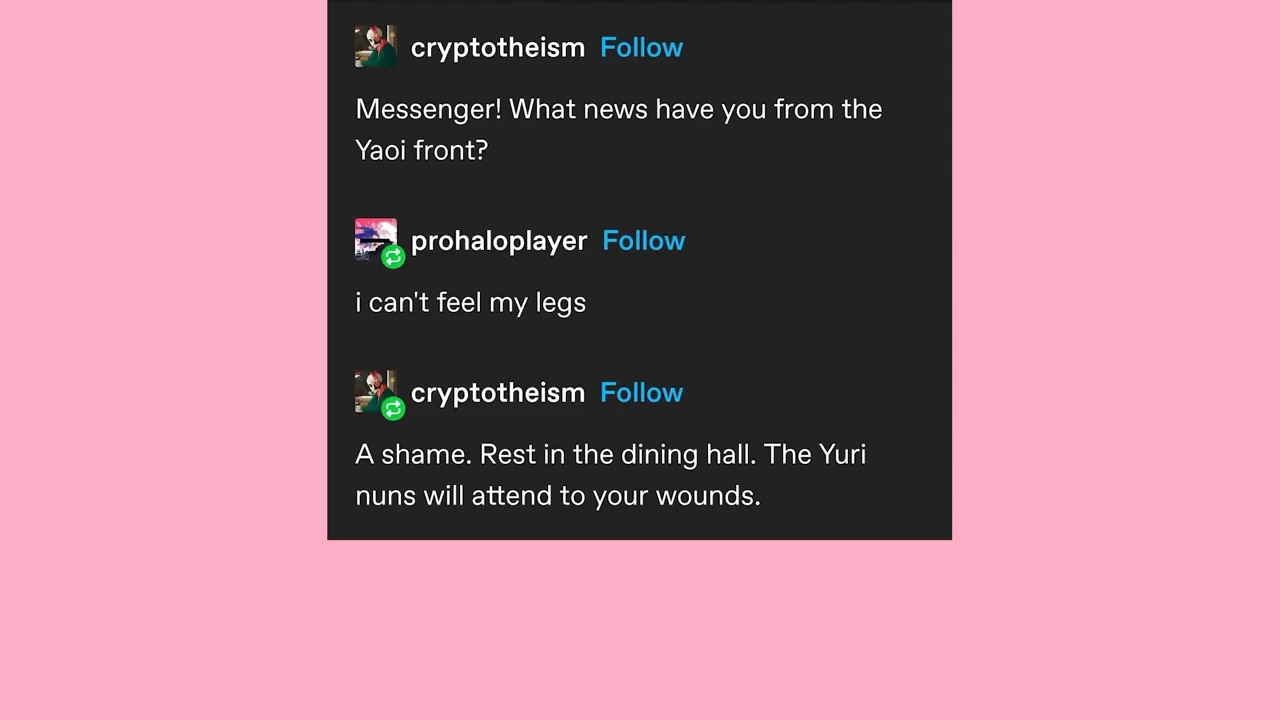 cryptotheism Follow
Messenger! What news have you from the
Yaoi front?
prohaloplayer Follow
i can't feel my legs
cryptotheism Follow
A shame. Rest in the dining hall. The Yuri
nuns will attend to your wounds.